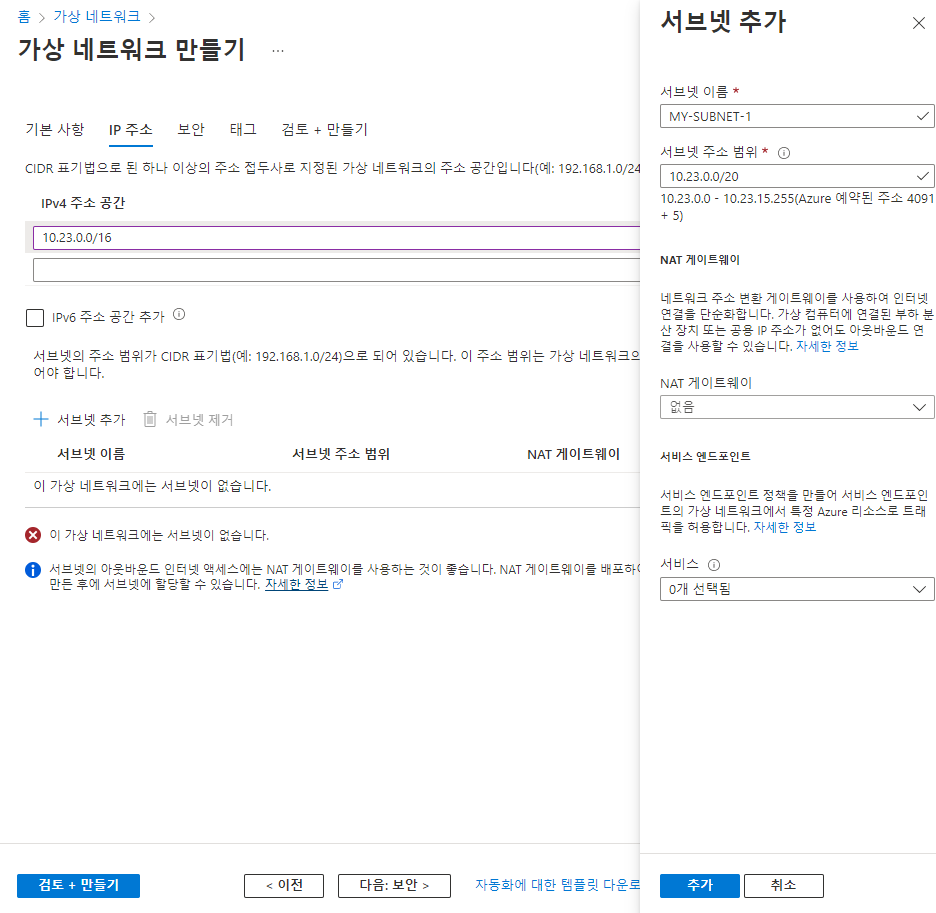 홈 > 가상 네트워크 >
가상 네트워크 만들기 ...
기본 사항 IP 주소 보안 태그 검토 + 만들기
CIDR 표기법으로 된 하나 이상의 주소 접두사로 지정된 가상 네트워크의 주소 공간입니다(예: 192.168.1.0/24
IPv4 주소 공간
10.23.0.0/16
IPv6 주소 공간 추가
서브넷의 주소 범위가 CIDR 표기법(예: 192.168.1.0/24)으로 되어 있습니다. 이 주소 범위는 가상 네트워크의
어야 합니다.
서브넷 추가 서브넷 제거
서브넷 이름 서브넷 주소 범위 NAT 게이트웨이
이 가상 네트워크에는 서브넷이 없습니다.
이 가상 네트워크에는 서브넷이 없습니다.
서브넷의 아웃바운드 인터넷 액세스에는 NAT 게이트웨이를 사용하는 것이 좋습니다. NAT 게이트웨이를 배포하
만든 후에 서브넷에 할당할 수 있습니다. 자세한 정보
검토 + 만들기 < 이전 다음: 보안 > 자동화에 대한 템플릿 다운로
서브넷 추가
서브넷 이름 *
MY-SUBNET-1
서브넷 주소 범위 *
10.23.0.0/20
10.23.0.0 - 10.23.15.255(Azure 예약된 주소 4091
+ 5)
NAT 게이트웨이
네트워크 주소 변환 게이트웨이를 사용하여 인터넷
연결을 단순화합니다. 가상 컴퓨터에 연결된 부하 분
산 장치 또는 공용 IP 주소가 없어도 아웃바운드 연
결을 사용할 수 있습니다. 자세한 정보
NAT 게이트웨이
없음
서비스 엔드포인트
서비스 엔드포인트 정책을 만들어 서비스 엔드포인
트의 가상 네트워크에서 특정 Azure 리소스로 트래
픽을 허용합니다. 자세한 정보
서비스
0개 선택됨
추가 취소